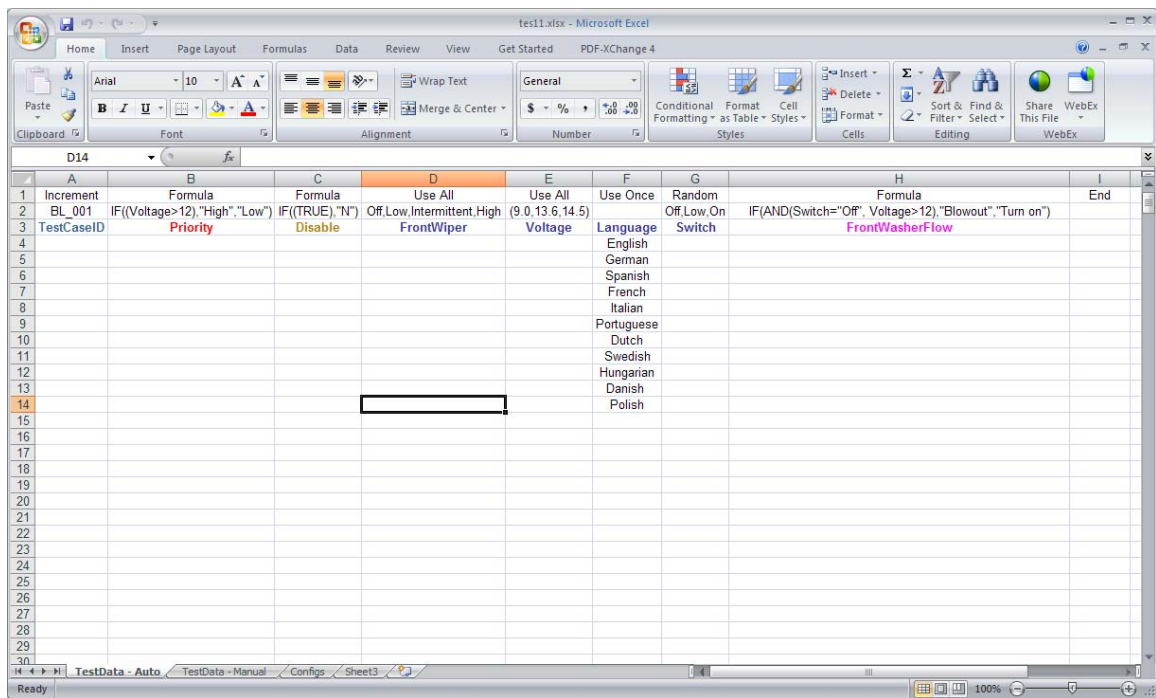 tes11.xlsx - Microsoft Excel
Home Insert Page Layout Formulas Data Review View Get Started PDF-XChange 4
Paste
Clipboard
Arial 10
B I U
Font
Wrap Text
Merge & Center
Alignment
General
$ % ,
Number
Conditional Formatting
Format as Table
Cell Styles
Styles
Insert
Delete
Format
Cells
Sort & Filter
Find & Select
Editing
Share This File
WebEx
WebEx
D14 fx
A B C D E F G H I
1 Increment Formula Formula Use All Use All Use Once Random Formula End
2 BL_001 IF((Voltage>12),"High","Low") IF((TRUE),"N") Off,Low,Intermittent,High (9.0,13.6,14.5) Off,Low,On IF(AND(Switch="Off", Voltage>12),"Blowout","Turn on")
3 TestCaseID Priority Disable FrontWiper Voltage Language Switch FrontWasherFlow
4 English
5 German
6 Spanish
7 French
8 Italian
9 Portuguese
10 Dutch
11 Swedish
12 Hungarian
13 Danish
14 Polish
15
16
17
18
19
20
21
22
23
24
25
26
27
28
29
30
TestData - Auto TestData - Manual Configs Sheet3
Ready 100%